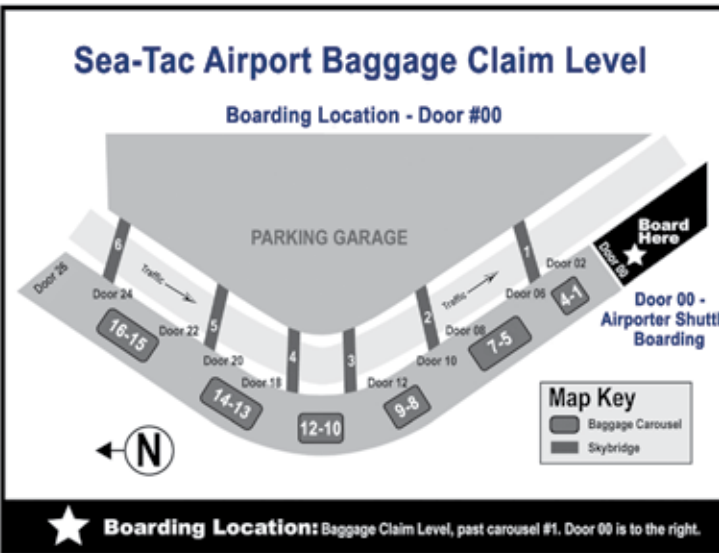 Sea-Tac Airport Baggage Claim Level
Boarding Location - Door #00
PARKING GARAGE
Board
Here
Door 00
6
5
4
3
2
1
Traffic
Traffic
Door 26
Door 24
Door 22
Door 20
Door 18
Door 12
Door 10
Door 08
Door 06
Door 02
16-15
14-13
12-10
9-8
7-5
4-1
Door 00 -
Airporter Shuttl
Boarding
N
Map Key
Baggage Carousel
Skybridge
Boarding Location: Baggage Claim Level, past carousel #1. Door 00 is to the right.